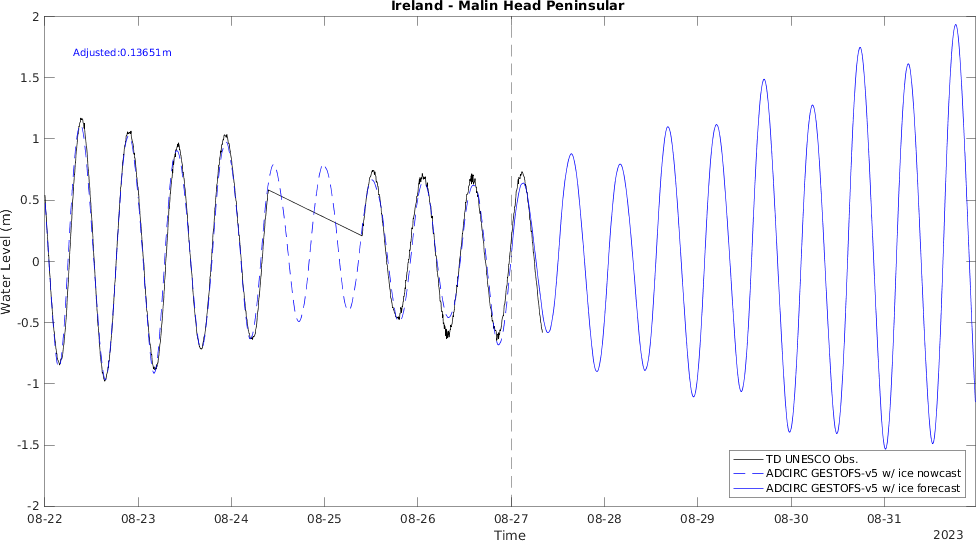 Ireland - Malin Head Peninsular
Adjusted:0.13651m
2
1.5
1
0.5
0
-0.5
-1
-1.5
-2
Water Level (m)
TD UNESCO Obs.
ADCIRC GESTOFS-v5 w/ ice nowcast
ADCIRC GESTOFS-v5 w/ ice forecast
08-22 08-23 08-24 08-25 08-26 08-27 08-28 08-29 08-30 08-31
Time
2023